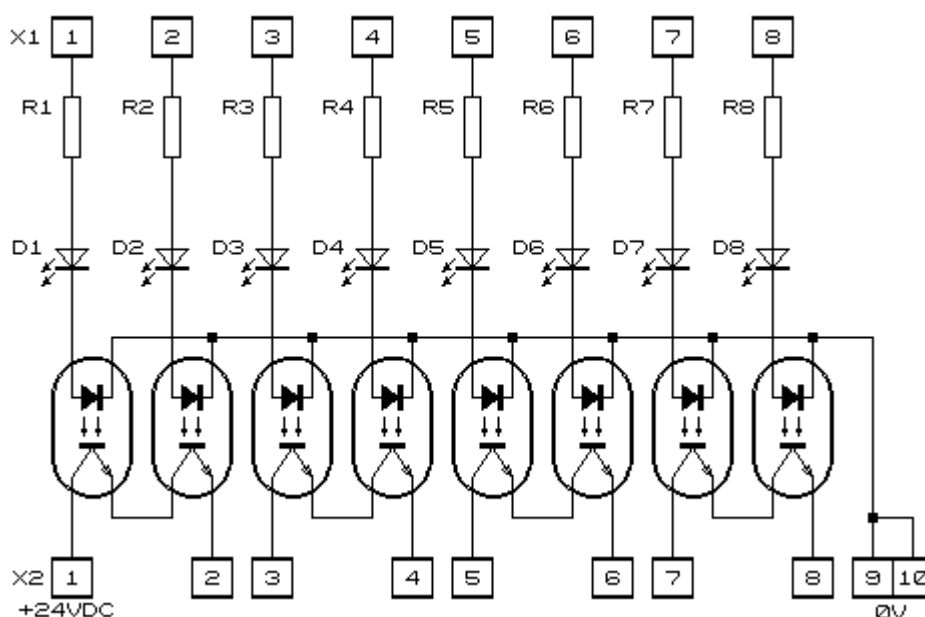 X1 1 2 3 4 5 6 7 8
R1 R2 R3 R4 R5 R6 R7 R8
D1 D2 D3 D4 D5 D6 D7 D8
X2 1 2 3 4 5 6 7 8 9 10
+24VDC 0V